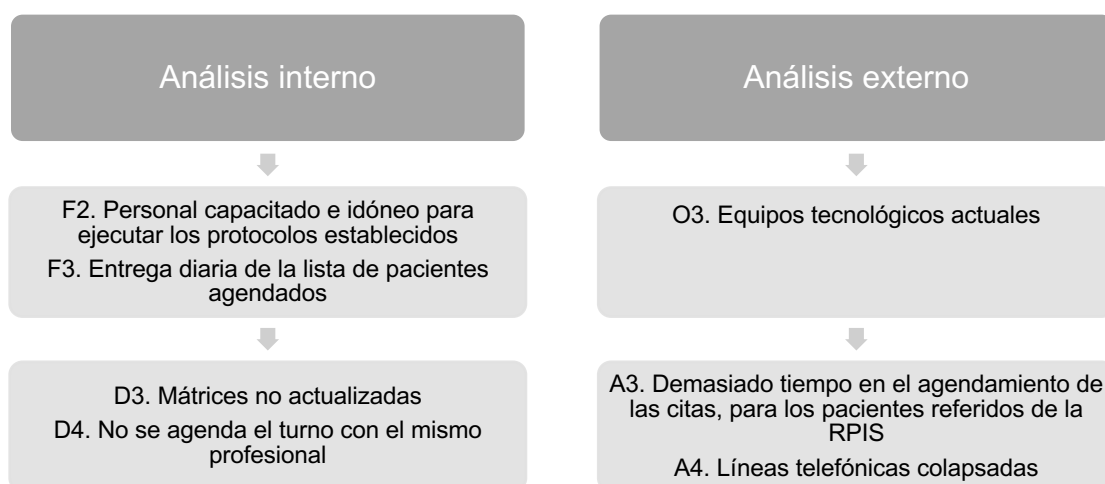 Análisis interno
F2. Personal capacitado e idóneo para
ejecutar los protocolos establecidos
F3. Entrega diaria de la lista de pacientes
agendados
D3. Mátrices no actualizadas
D4. No se agenda el turno con el mismo
profesional
Análisis externo
O3. Equipos tecnológicos actuales
A3. Demasiado tiempo en el agendamiento de
las citas, para los pacientes referidos de la
RPIS
A4. Líneas telefónicas colapsadas